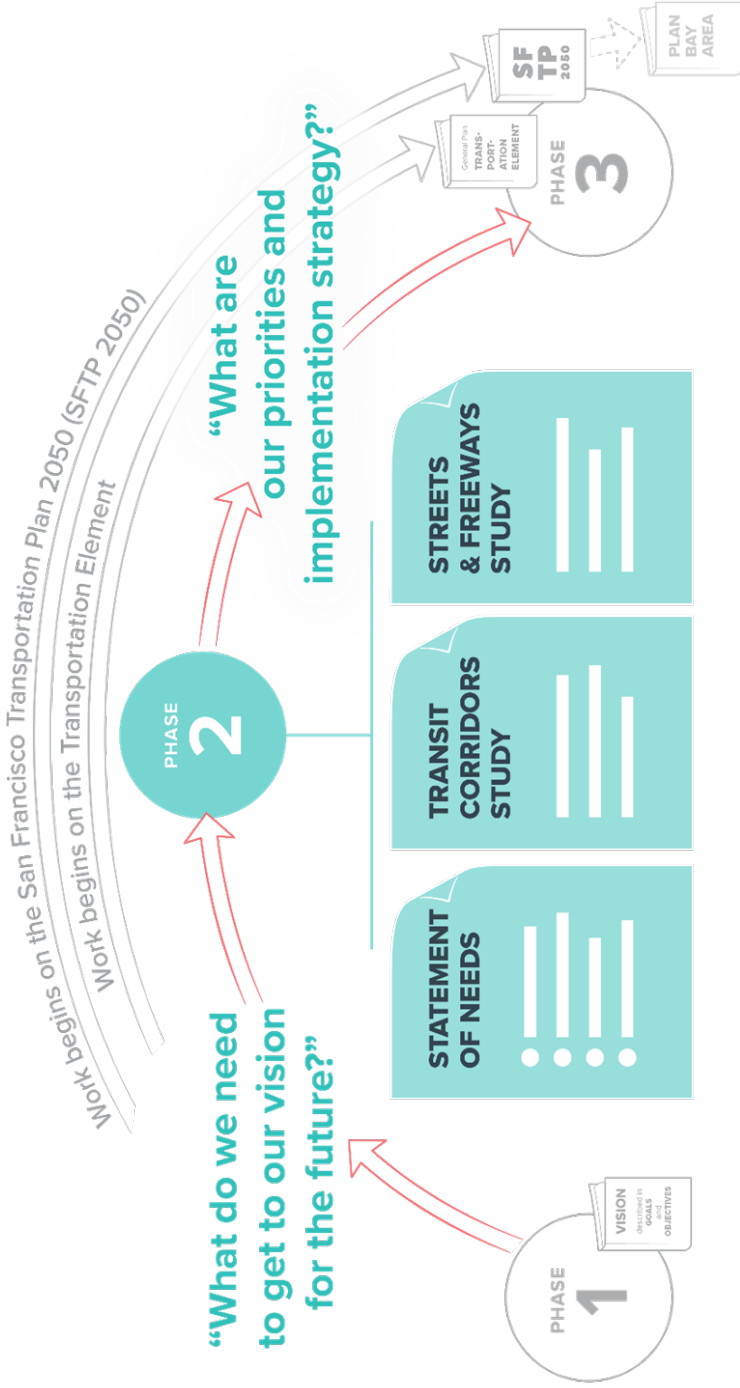 Work begins on the San Francisco Transportation Plan 2050 (SFTP 2050)
Work begins on the Transportation Element
“What do we need
to get to our vision
for the future?”
PHASE
2
“What are
our priorities and
implementation strategy?”
PHASE
1
VISION
described in
GOALS
and
OBJECTIVES
STATEMENT
OF NEEDS
TRANSIT
CORRIDORS
STUDY
STREETS
& FREEWAYS
STUDY
PHASE
3
General Plan
TRANS-
PORT-
ATION
ELEMENT
SF
TP
2050
PLAN
BAY
AREA